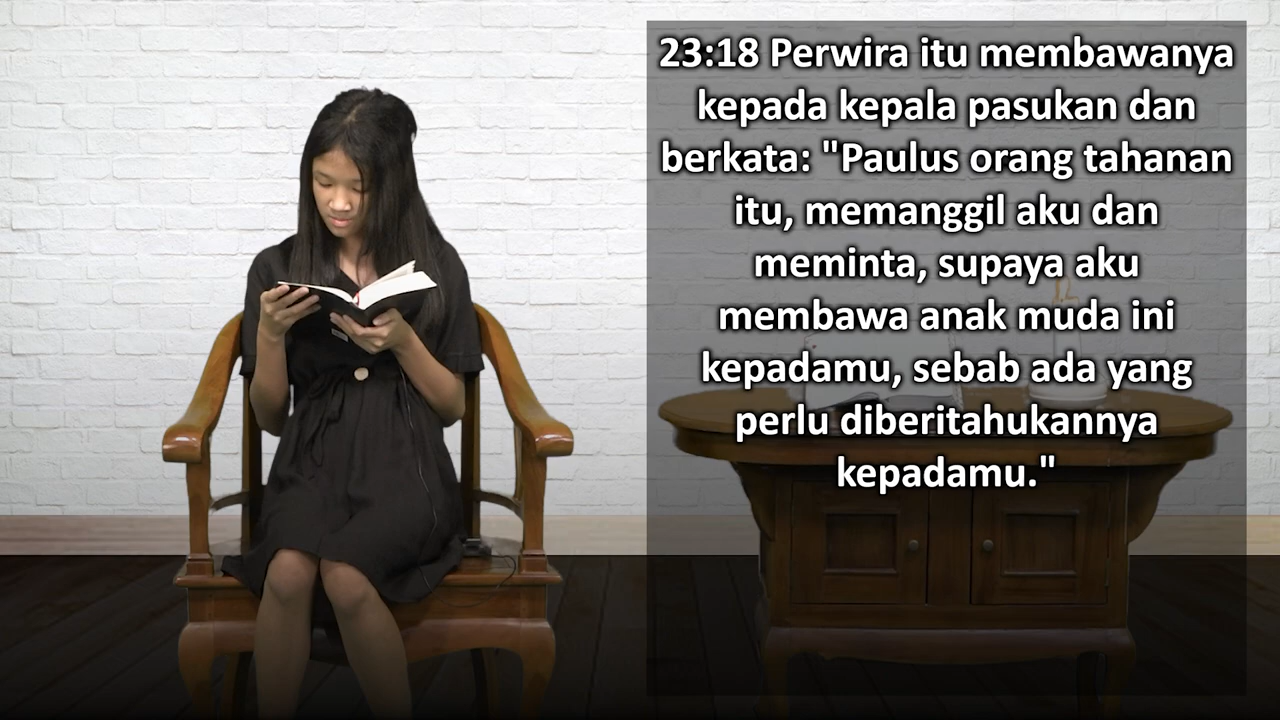 23:18 Perwira itu membawanya
kepada kepala pasukan dan
berkata: "Paulus orang tahanan
itu, memanggil aku dan
meminta, supaya aku
membawa anak muda ini
kepadamu, sebab ada yang
perlu diberitahukannya
kepadamu."